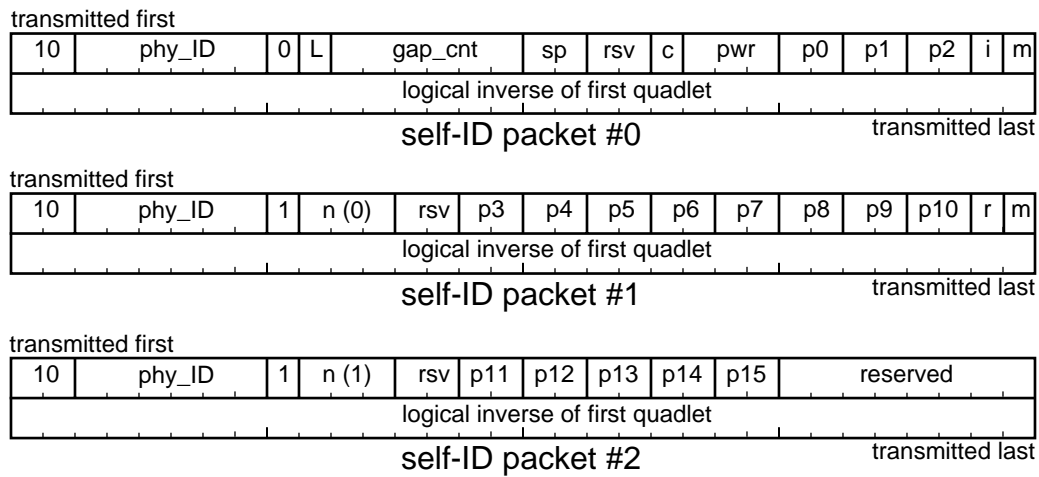 transmitted first
10 phy_ID 0 L gap_cnt sp rsv c pwr p0 p1 p2 i m
logical inverse of first quadlet
self-ID packet #0 transmitted last
transmitted first
10 phy_ID 1 n (0) rsv p3 p4 p5 p6 p7 p8 p9 p10 r m
logical inverse of first quadlet
self-ID packet #1 transmitted last
transmitted first
10 phy_ID 1 n (1) rsv p11 p12 p13 p14 p15 reserved
logical inverse of first quadlet
self-ID packet #2 transmitted last